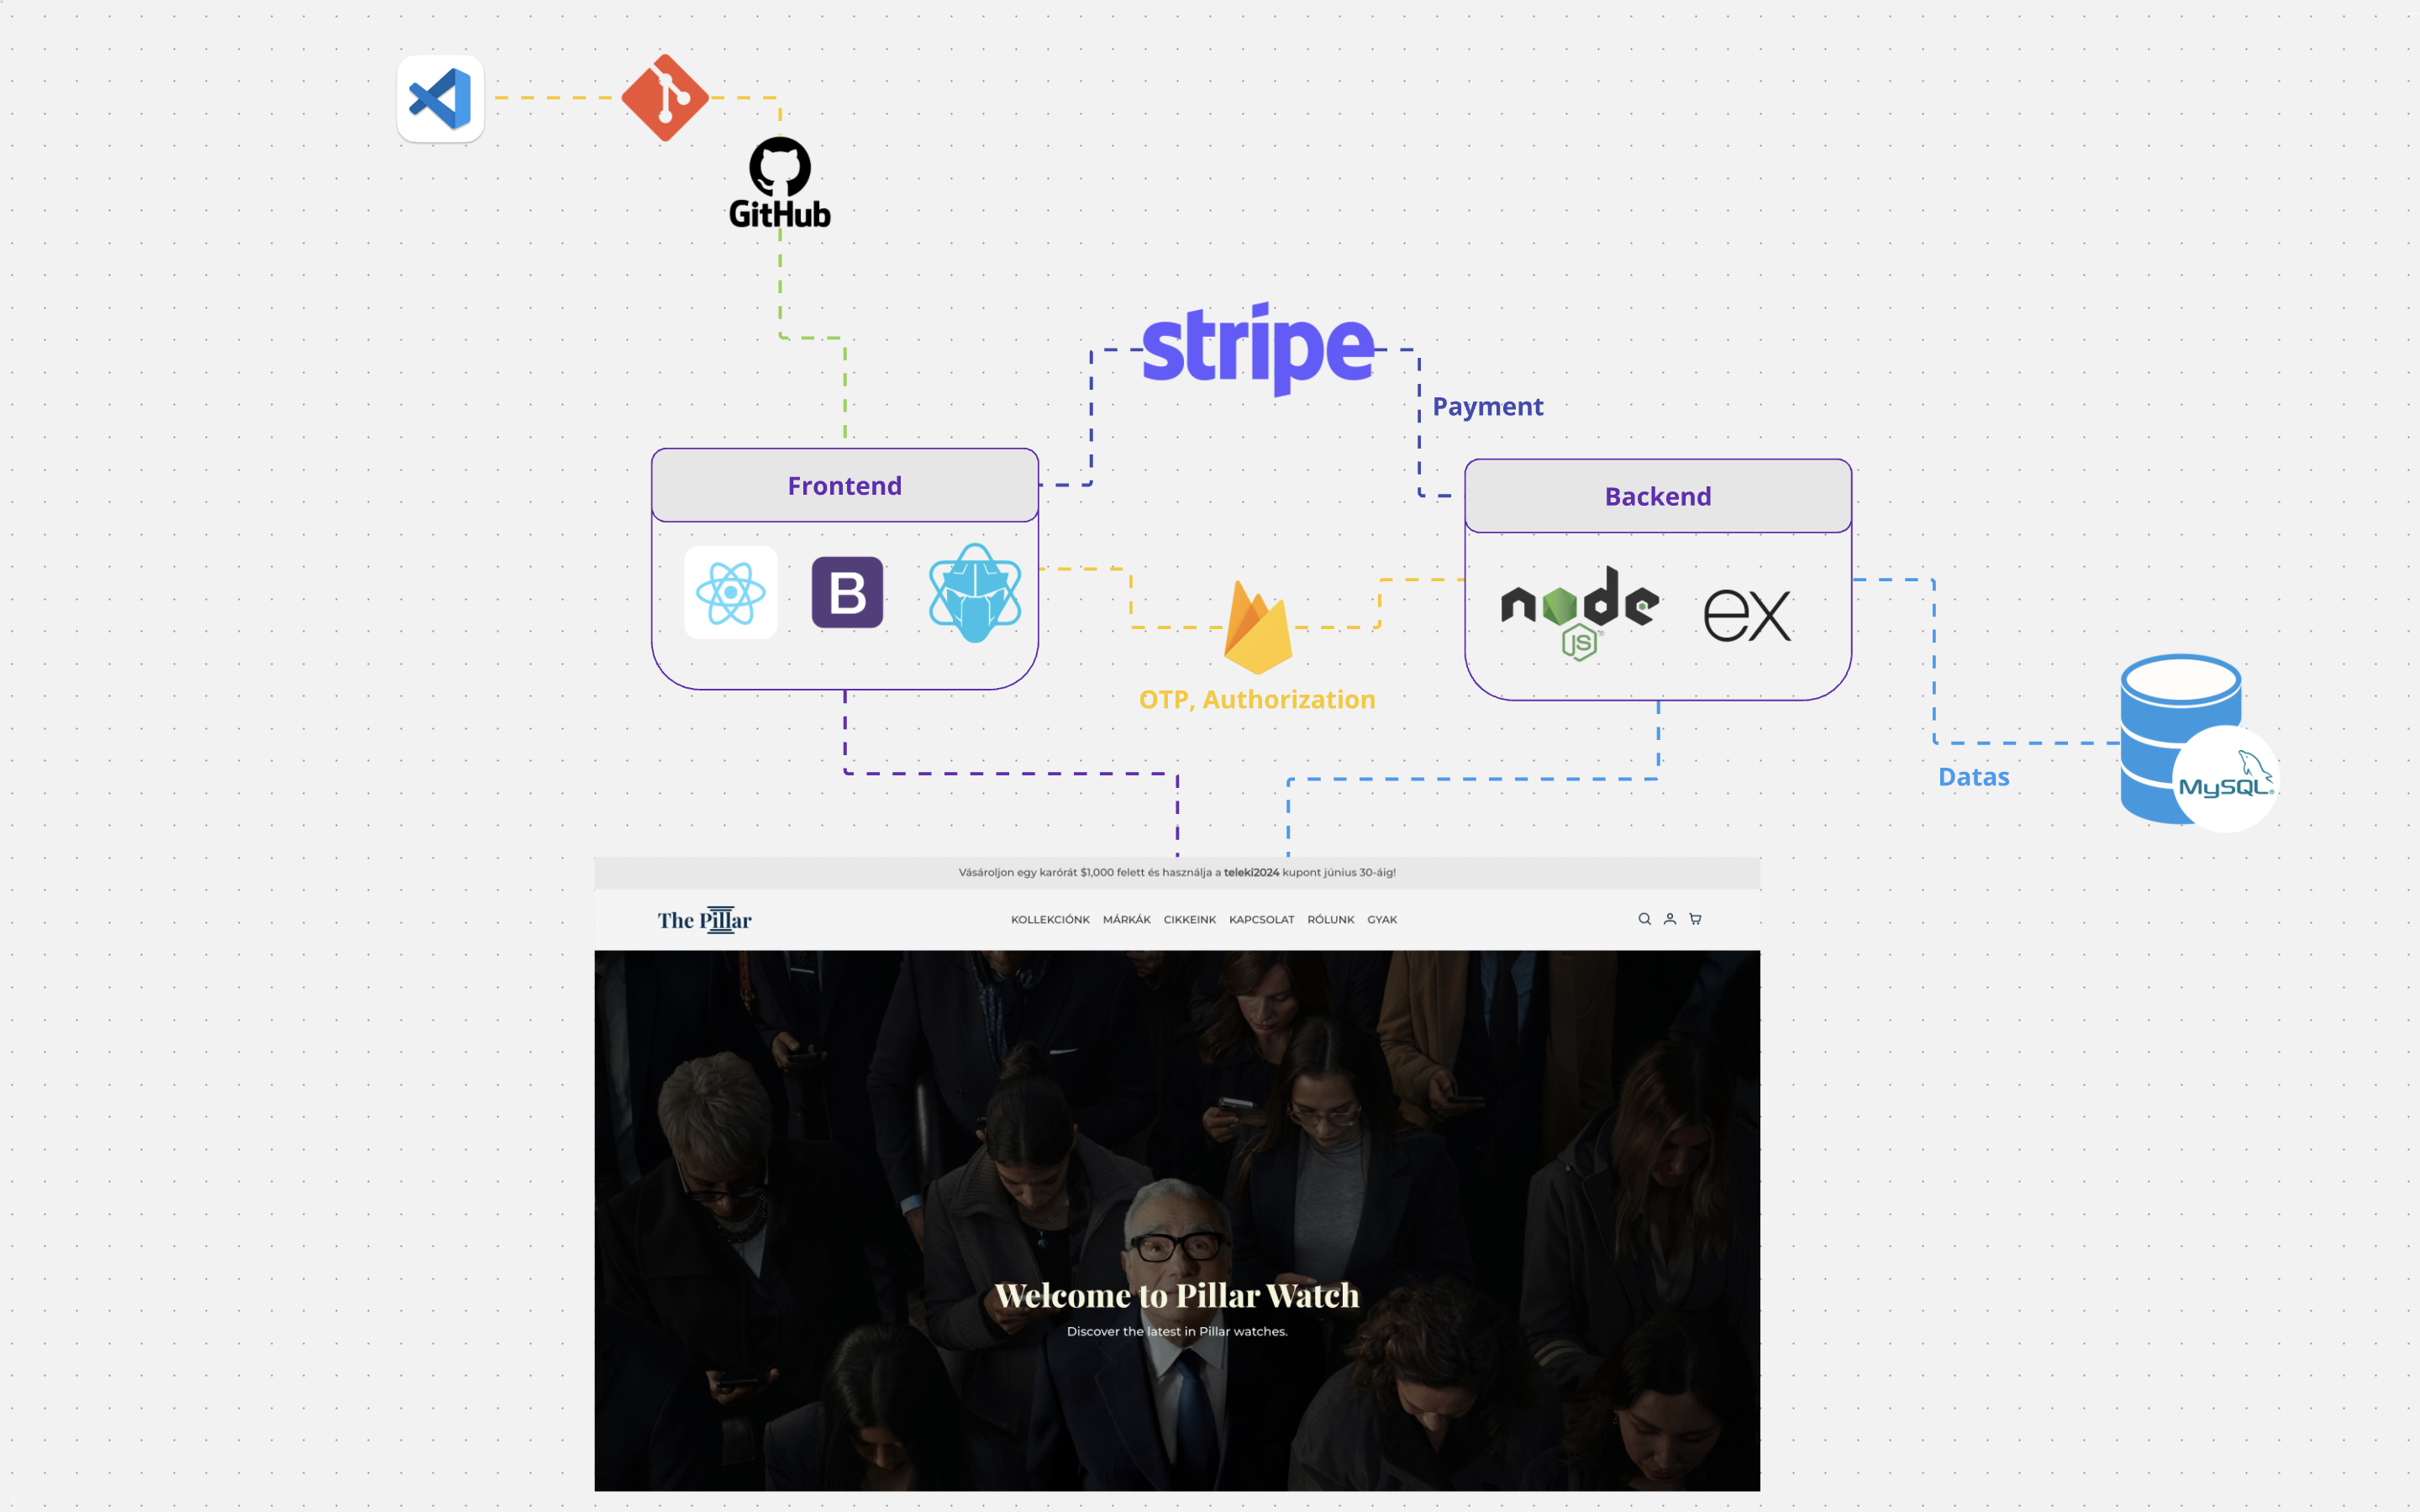 GitHub
stripe
Payment
Frontend
Backend
B
node
JS
ex
OTP, Authorization
Datas
MySQL
Vásároljon egy karórát $1,000 felett és használja a teleki2024 kupont június 30-áig!
The Pillar
KOLLEKCIÓNK MÁRKÁK CIKKEINK KAPCSOLAT RÓLUNK GYAK
Welcome to Pillar Watch
Discover the latest in Pillar watches.